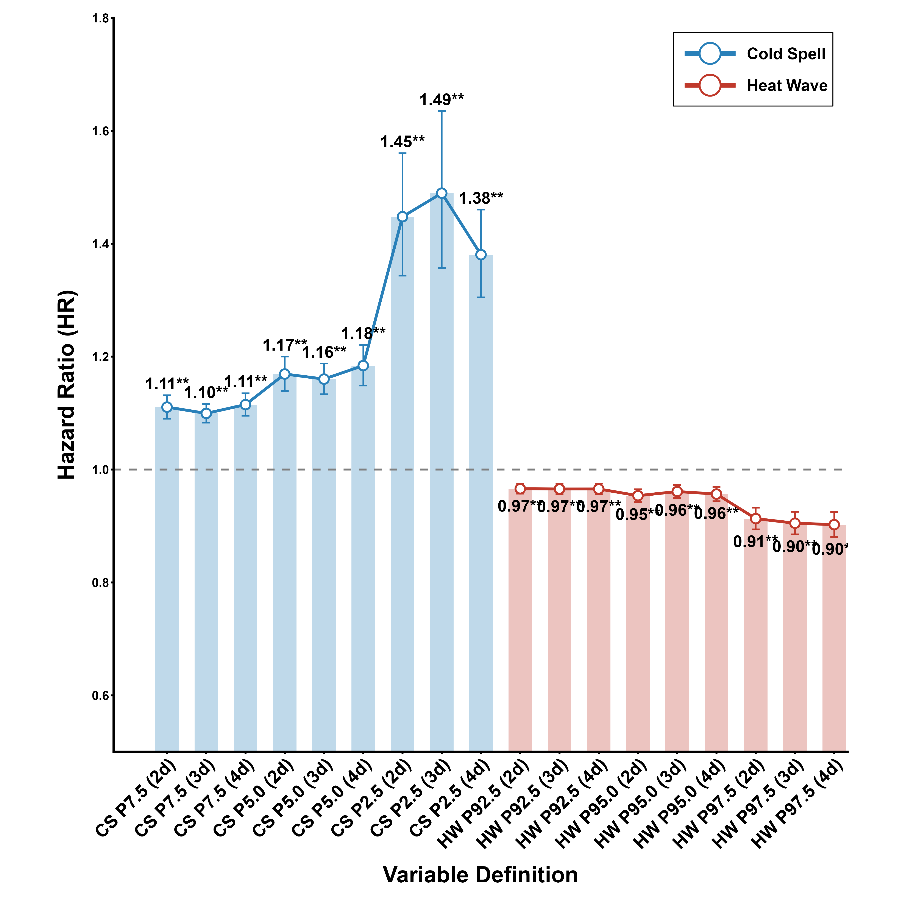 Cold Spell
Heat Wave
Hazard Ratio (HR)
1.8
1.6
1.4
1.2
1.0
0.8
0.6
1.11**
1.10**
1.11**
1.17**
1.16**
1.18**
1.45**
1.49**
1.38**
0.97**
0.97**
0.97**
0.95**
0.96**
0.96**
0.91**
0.90**
0.90*
CS P7.5 (2d)
CS P7.5 (3d)
CS P7.5 (4d)
CS P5.0 (2d)
CS P5.0 (3d)
CS P5.0 (4d)
CS P2.5 (2d)
CS P2.5 (3d)
CS P2.5 (4d)
HW P92.5 (2d)
HW P92.5 (3d)
HW P92.5 (4d)
HW P95.0 (2d)
HW P95.0 (3d)
HW P95.0 (4d)
HW P97.5 (2d)
HW P97.5 (3d)
HW P97.5 (4d)
Variable Definition